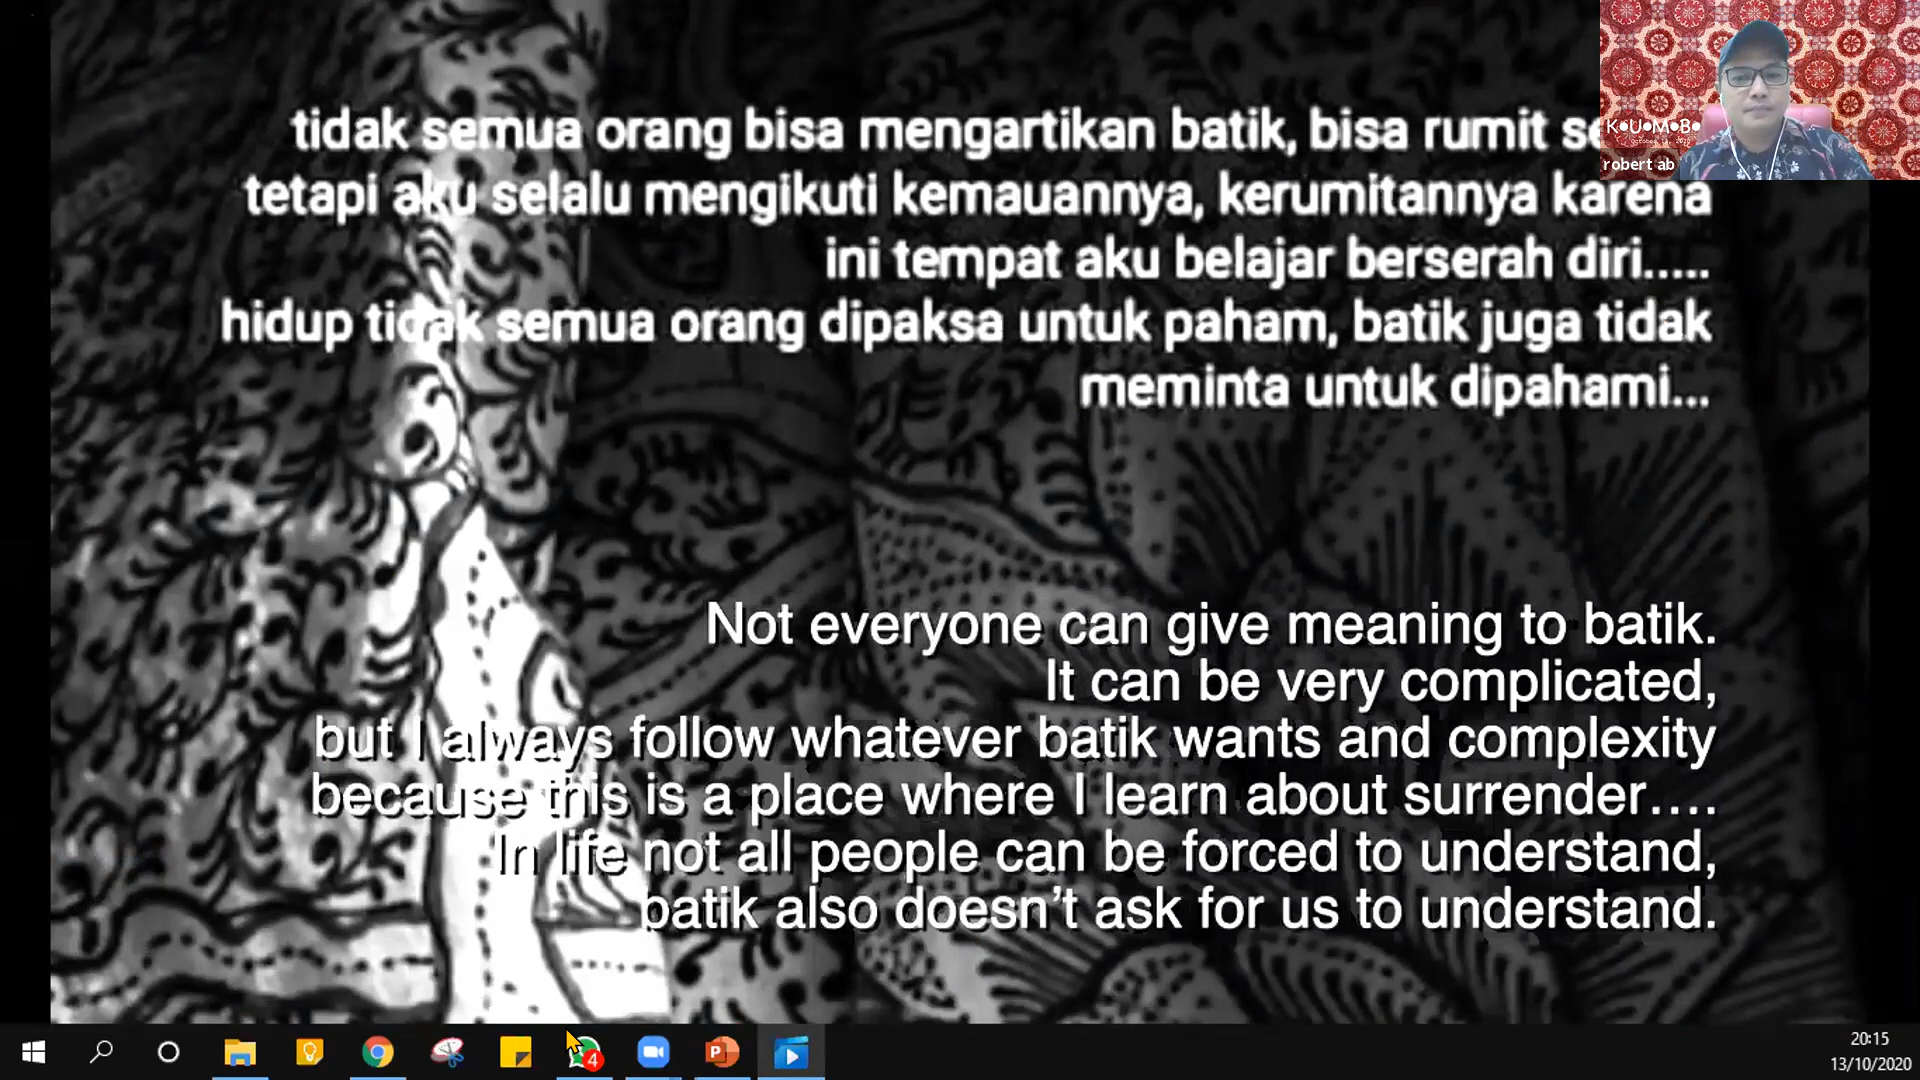 tidak semua orang bisa mengartikan batik, bisa rumit
tetapi aku selalu mengikuti kemauannya, kerumitannya karena
ini tempat aku belajar berserah diri.....
hidup tidak semua orang dipaksa untuk paham, batik juga tidak
meminta untuk dipahami...
Not everyone can give meaning to batik.
It can be very complicated,
but I always follow whatever batik wants and complexity
because this is a place where I learn about surrender....
In life not all people can be forced to understand,
batik also doesn't ask for us to understand.
K•U•M•B•
robert ab
4
P
20:15
13/10/2020